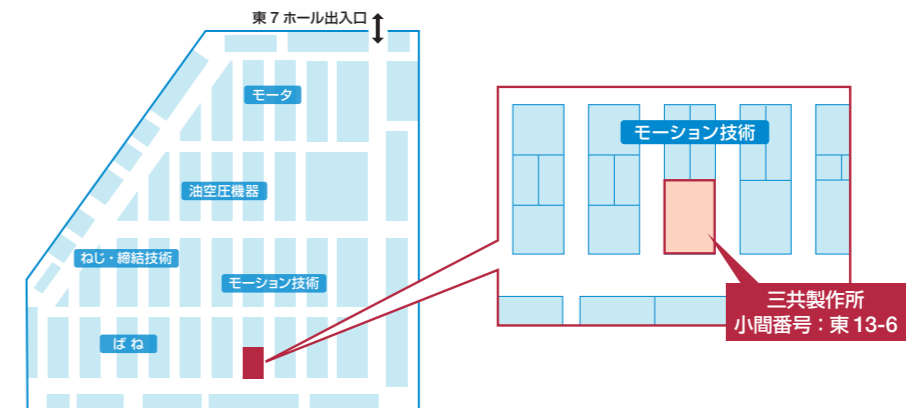 東7ホール出入口
モータ
油空圧機器
ねじ・締結技術
モーション技術
ばね
モーション技術
三共製作所
小間番号：東13-6